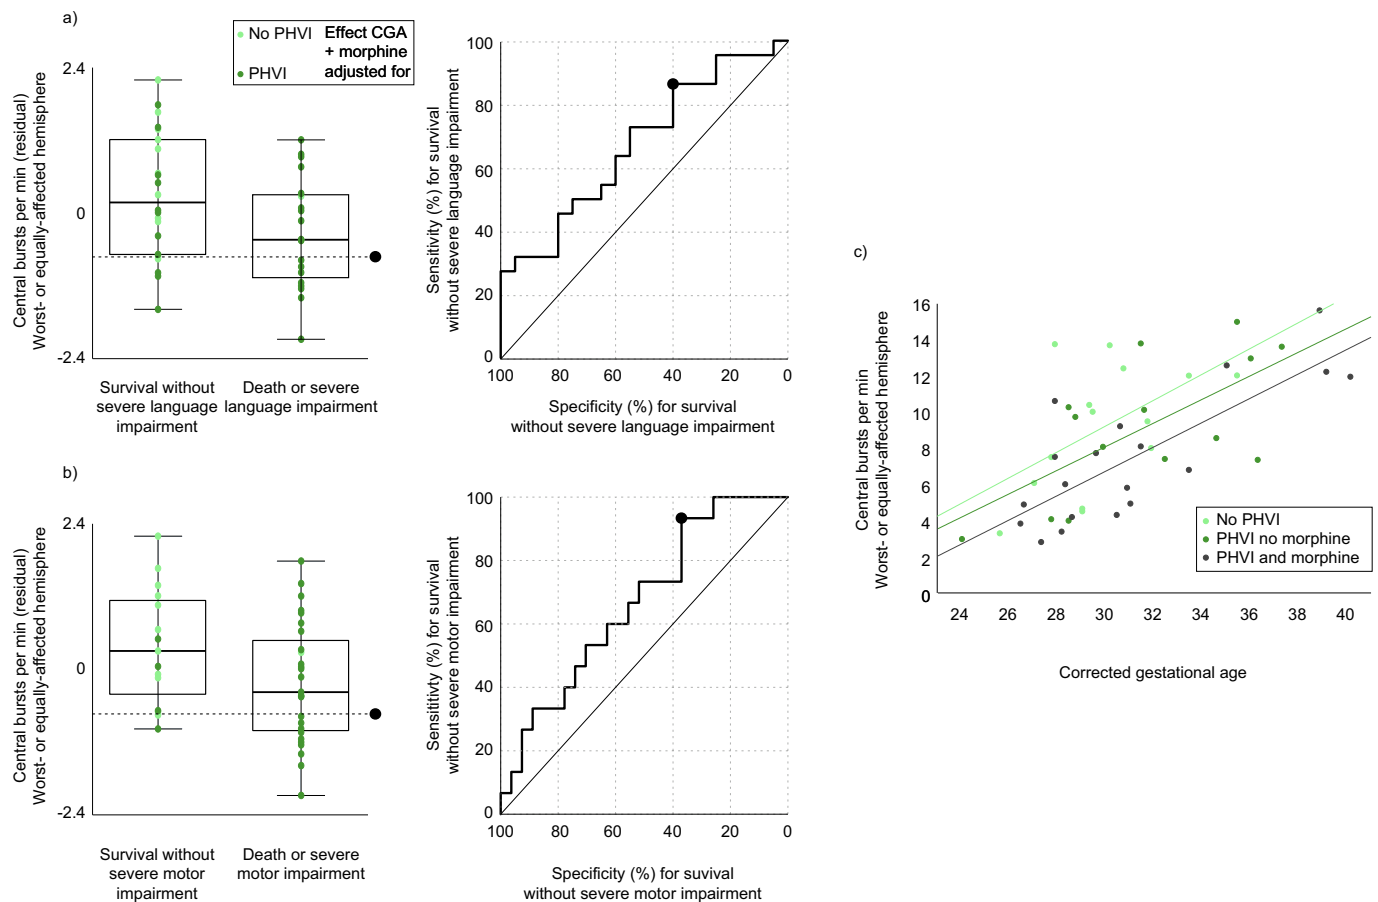 a)
No PHVI
PHVI
Effect CGA
+ morphine
adjusted for
Central bursts per min (residual)
Worst- or equally-affected hemisphere
2.4
0
-2.4
Survival without
severe language
impairment
Death or severe
language impairment
Sensitivity (%) for survival
without severe language impairment
100
80
60
40
20
0
100 80 60 40 20 0
Specificity (%) for survival
without severe language impairment
b)
Central bursts per min (residual)
Worst- or equally-affected hemisphere
2.4
0
-2.4
Survival without
severe motor
impairment
Death or severe
motor impairment
Sensititivty (%) for survival
without severe motor impairment
100
80
60
40
20
0
100 80 60 40 20 0
Specificity (%) for suvival
without severe motor impairment
c)
Central bursts per min
Worst- or equally-affected hemisphere
16
14
12
10
8
6
4
2
0
24 26 28 30 32 34 36 38 40
Corrected gestational age
No PHVI
PHVI no morphine
PHVI and morphine